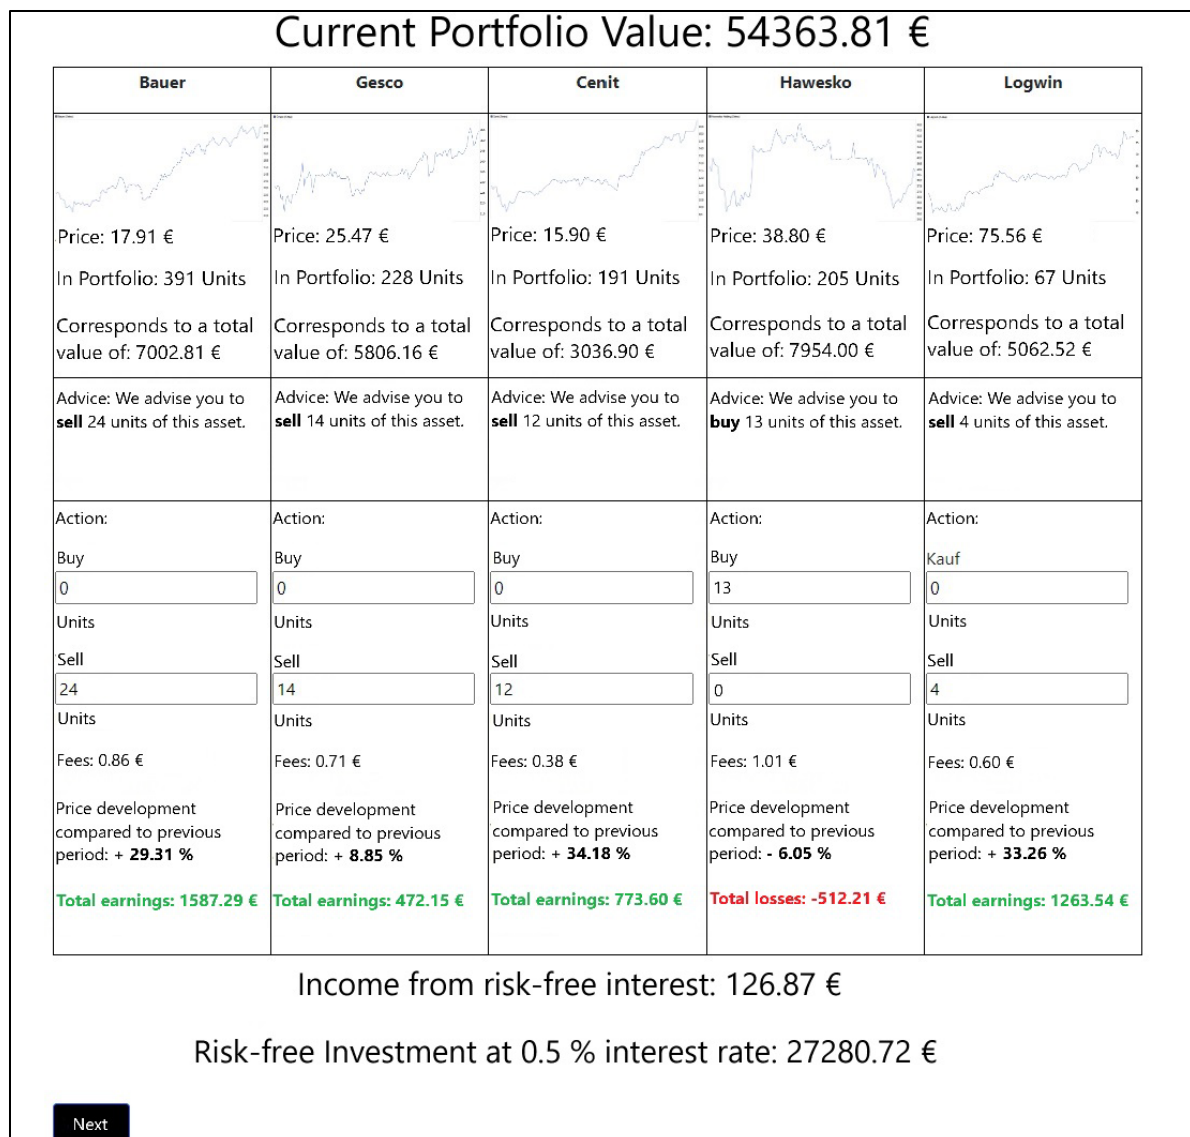 Current Portfolio Value: 54363.81 €
Bauer
Gesco
Cenit
Hawesko
Logwin
Price: 17.91 €
In Portfolio: 391 Units
Corresponds to a total
value of: 7002.81 €
Price: 25.47 €
In Portfolio: 228 Units
Corresponds to a total
value of: 5806.16 €
Price: 15.90 €
In Portfolio: 191 Units
Corresponds to a total
value of: 3036.90 €
Price: 38.80 €
In Portfolio: 205 Units
Corresponds to a total
value of: 7954.00 €
Price: 75.56 €
In Portfolio: 67 Units
Corresponds to a total
value of: 5062.52 €
Advice: We advise you to
sell 24 units of this asset.
Advice: We advise you to
sell 14 units of this asset.
Advice: We advise you to
sell 12 units of this asset.
Advice: We advise you to
buy 13 units of this asset.
Advice: We advise you to
sell 4 units of this asset.
Action:
Buy
0
Units
Sell
24
Units
Fees: 0.86 €
Price development
compared to previous
period: + 29.31 %
Total earnings: 1587.29 €
Action:
Buy
0
Units
Sell
14
Units
Fees: 0.71 €
Price development
compared to previous
period: + 8.85 %
Total earnings: 472.15 €
Action:
Buy
0
Units
Sell
12
Units
Fees: 0.38 €
Price development
compared to previous
period: + 34.18 %
Total earnings: 773.60 €
Action:
Buy
13
Units
Sell
0
Units
Fees: 1.01 €
Price development
compared to previous
period: - 6.05 %
Total losses: -512.21 €
Action:
Kauf
0
Units
Sell
4
Units
Fees: 0.60 €
Price development
compared to previous
period: + 33.26 %
Total earnings: 1263.54 €
Income from risk-free interest: 126.87 €
Risk-free Investment at 0.5 % interest rate: 27280.72 €
Next